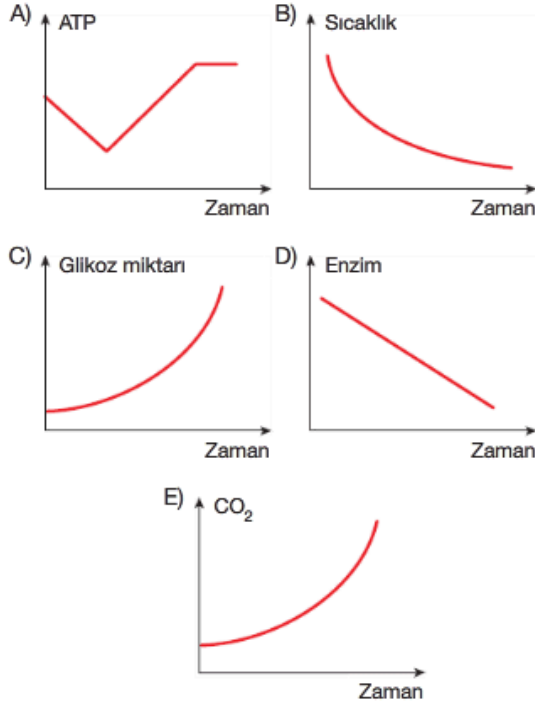 A) ATP
Zaman
B) Sıcaklık
Zaman
C) Glikoz miktarı
Zaman
D) Enzim
Zaman
E) CO₂
Zaman